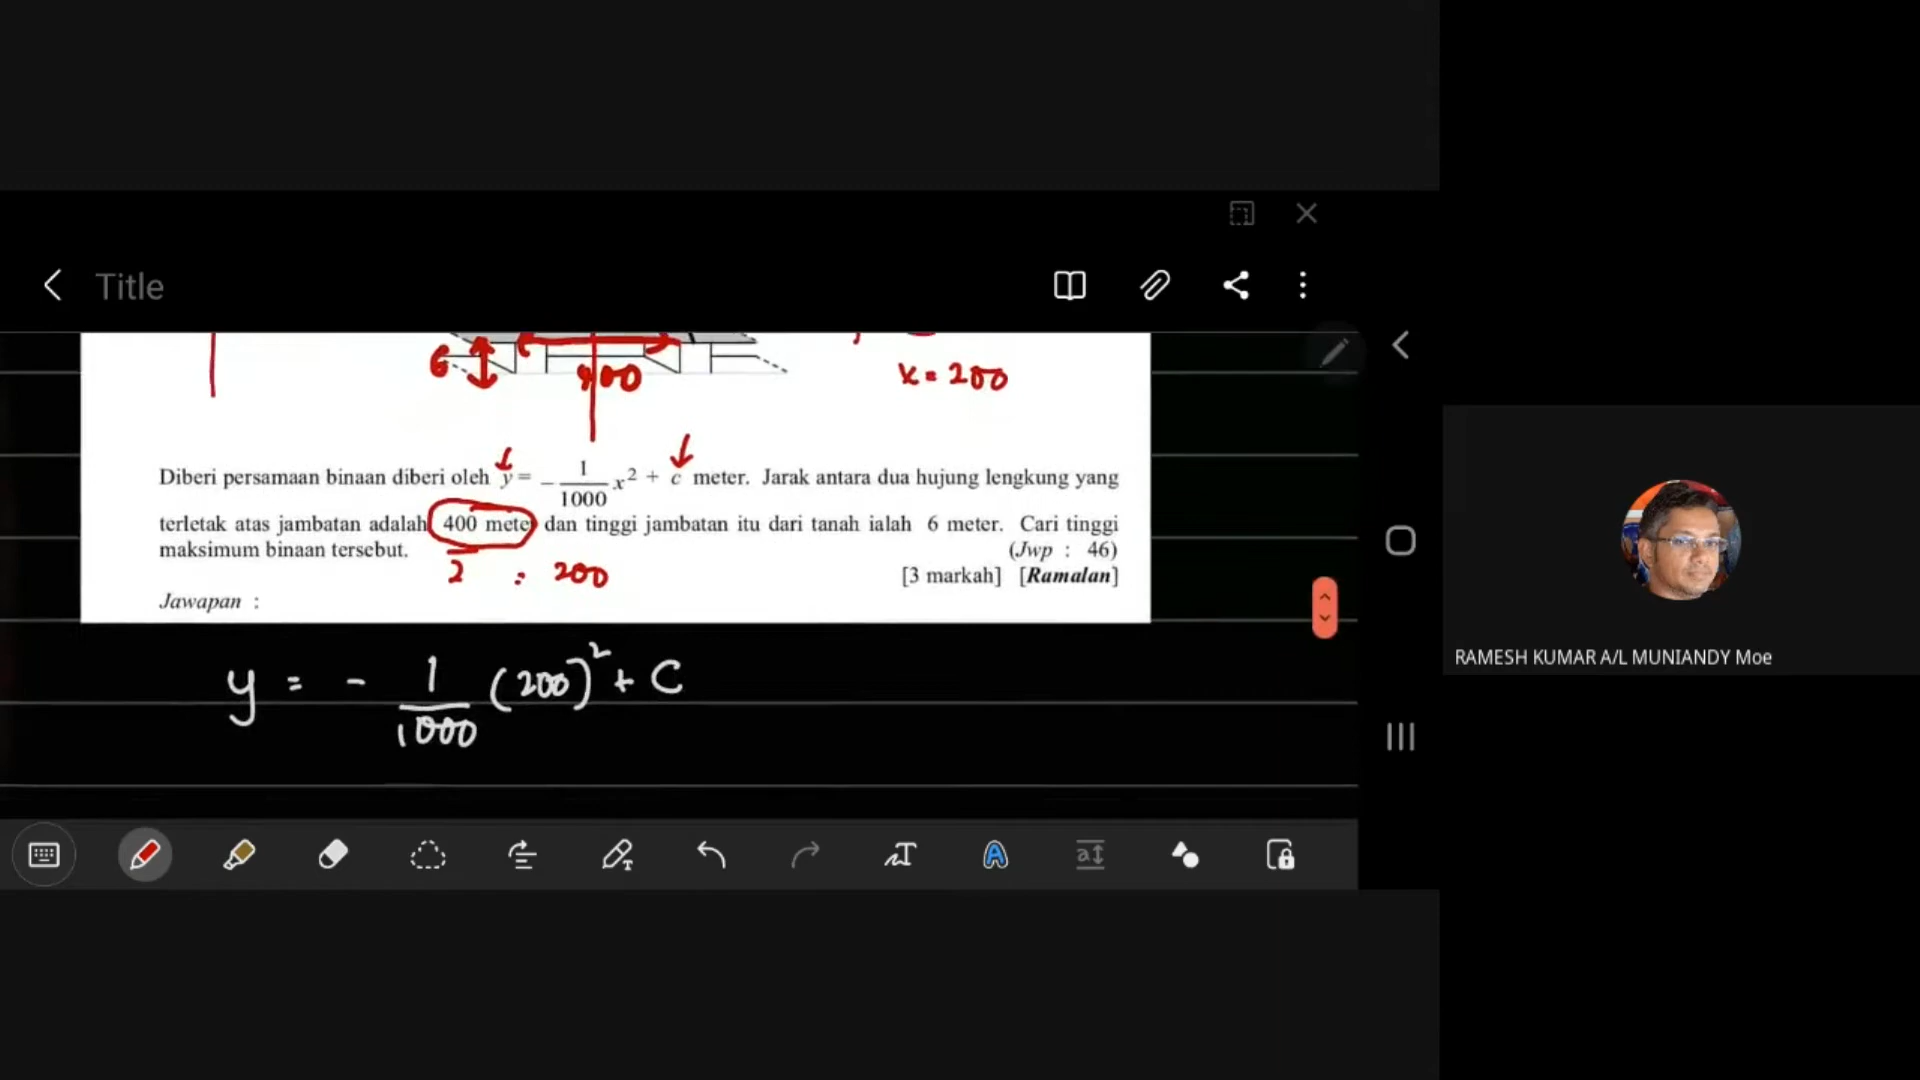 Title
6
400
x = 200
Diberi persamaan binaan diberi oleh y = - 1/1000 x² + c meter. Jarak antara dua hujung lengkung yang
terletak atas jambatan adalah 400 mete dan tinggi jambatan itu dari tanah ialah 6 meter. Cari tinggi
maksimum binaan tersebut. (Jwp : 46)
2 : 200
[3 markah] [Ramalan]
Jawapan :
y = - 1/1000 (200)² + C
RAMESH KUMAR A/L MUNIANDY Moe